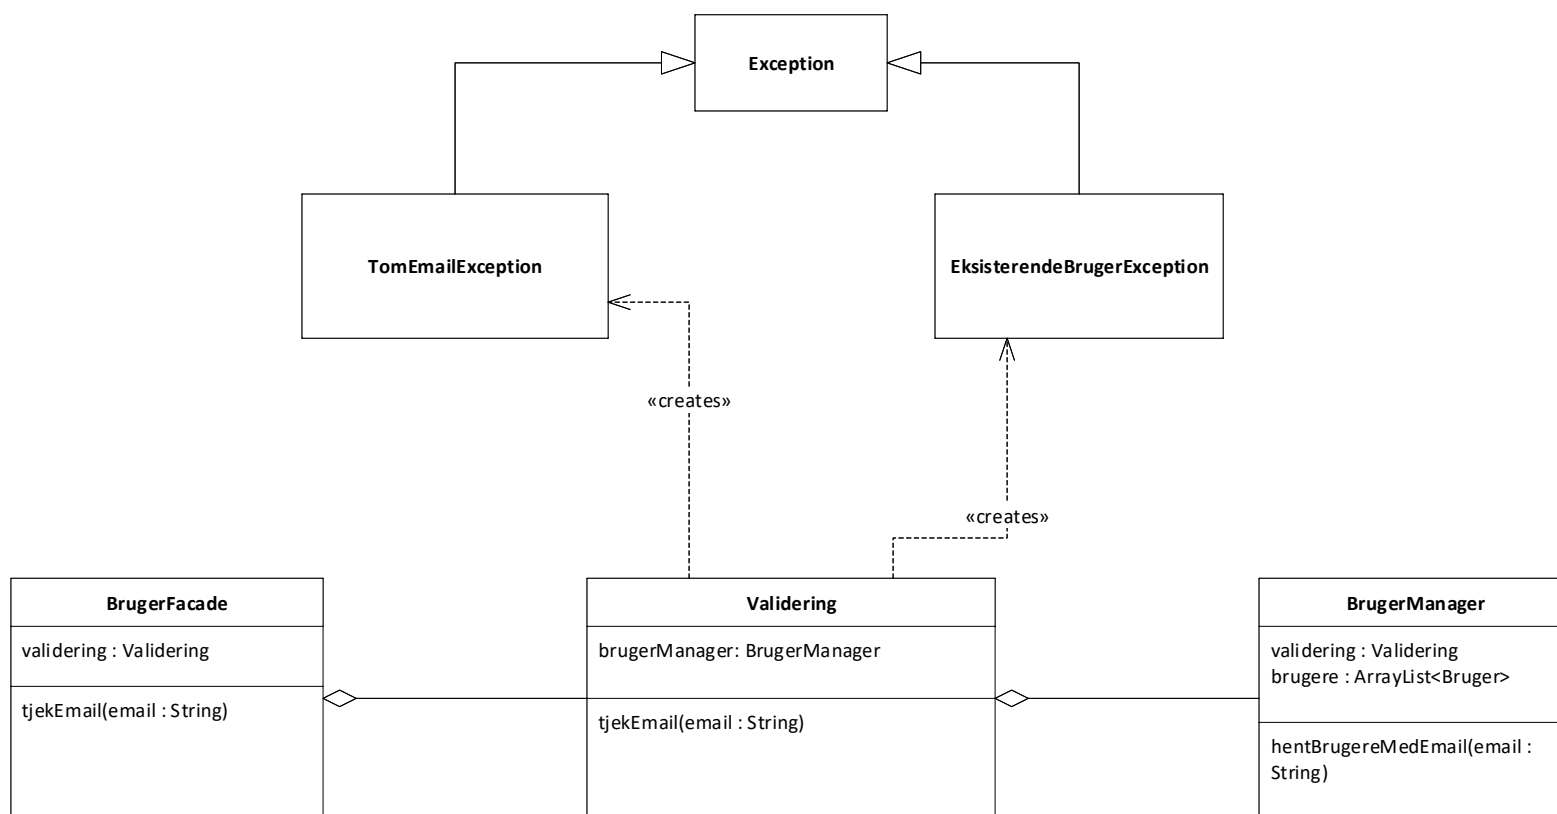 Exception
TomEmailException
EksisterendeBrugerException
«creates»
«creates»
BrugerFacade
validering : Validering
tjekEmail(email : String)
Validering
brugerManager: BrugerManager
tjekEmail(email : String)
BrugerManager
validering : Validering
brugere : ArrayList<Bruger>
hentBrugereMedEmail(email :
String)